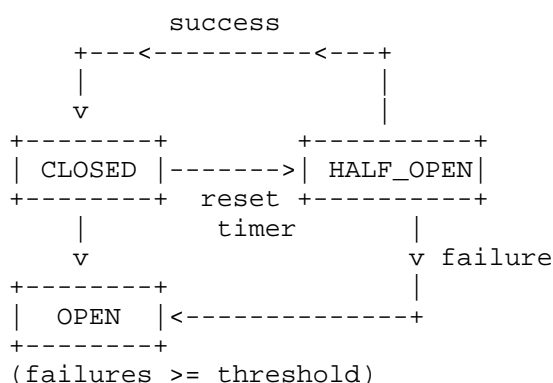 success
CLOSED
HALF_OPEN
reset
timer
failure
OPEN
(failures >= threshold)